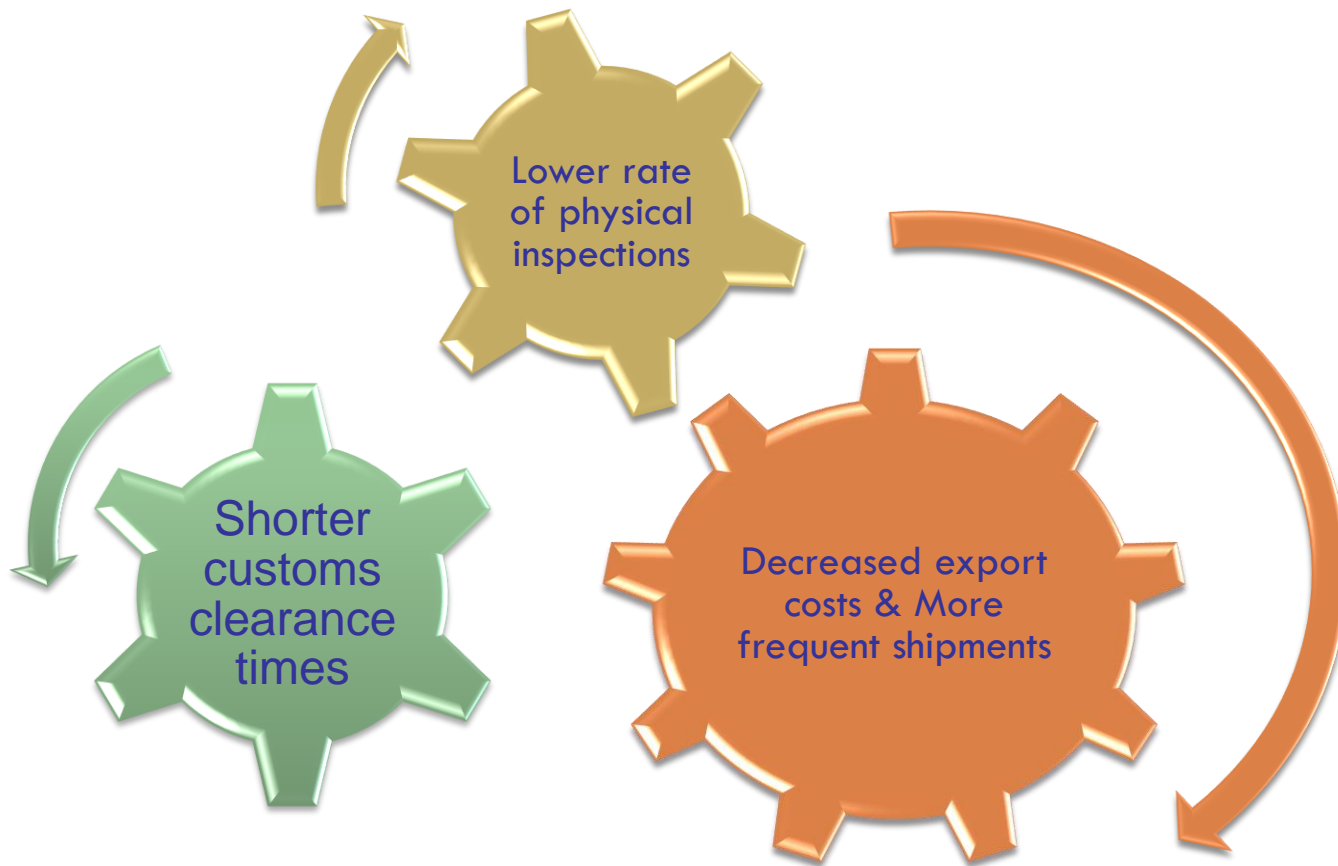 Lower rate
of physical
inspections
Shorter
customs
clearance
times
Decreased export
costs & More
frequent shipments